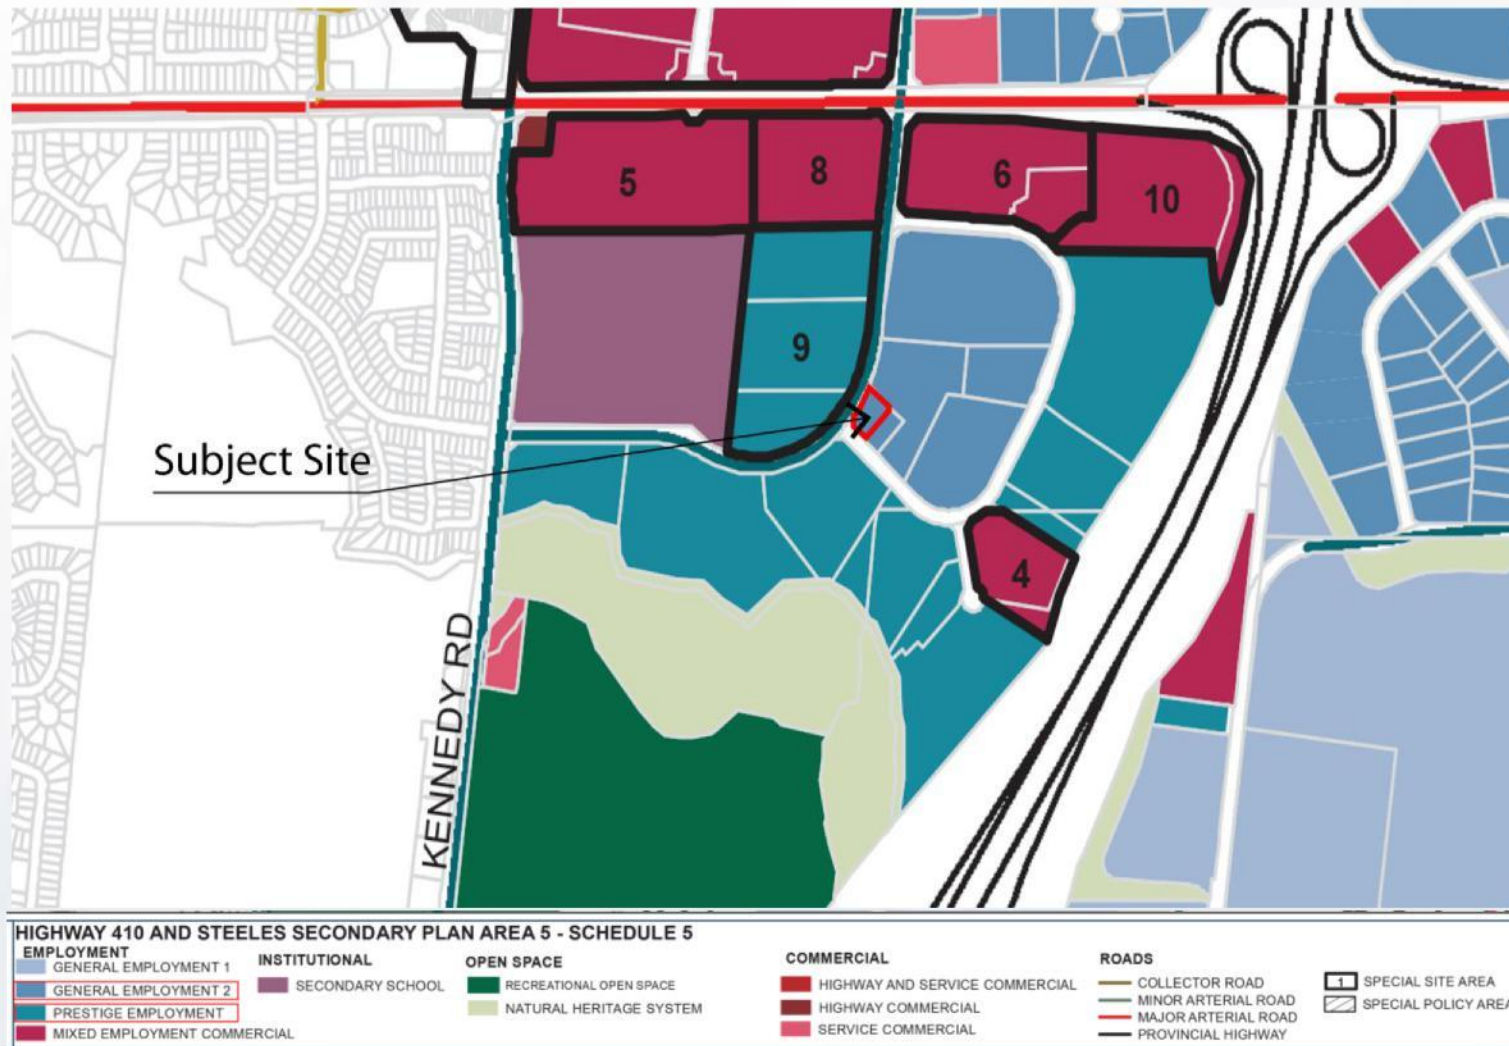 5
8
6
10
9
Subject Site
4
KENNEDY RD
HIGHWAY 410 AND STEELES SECONDARY PLAN AREA 5 - SCHEDULE 5
EMPLOYMENT
GENERAL EMPLOYMENT 1
GENERAL EMPLOYMENT 2
PRESTIGE EMPLOYMENT
MIXED EMPLOYMENT COMMERCIAL
INSTITUTIONAL
SECONDARY SCHOOL
OPEN SPACE
RECREATIONAL OPEN SPACE
NATURAL HERITAGE SYSTEM
COMMERCIAL
HIGHWAY AND SERVICE COMMERCIAL
HIGHWAY COMMERCIAL
SERVICE COMMERCIAL
ROADS
COLLECTOR ROAD
MINOR ARTERIAL ROAD
MAJOR ARTERIAL ROAD
PROVINCIAL HIGHWAY
1 SPECIAL SITE AREA
SPECIAL POLICY AREA